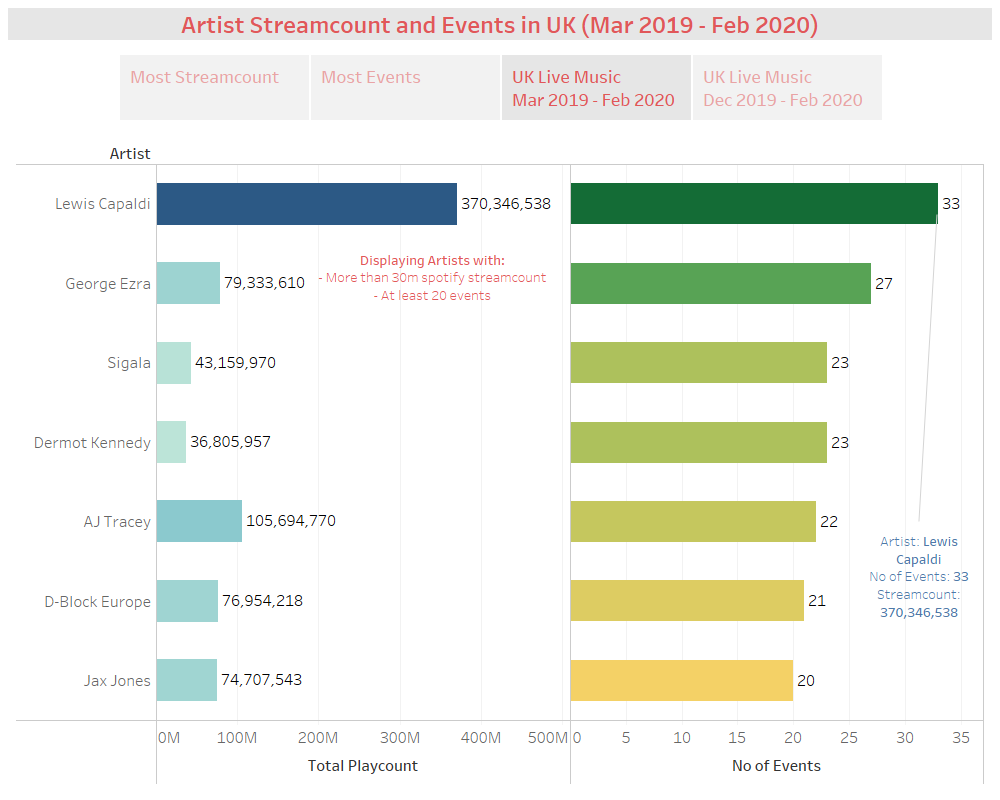 Artist Streamcount and Events in UK (Mar 2019 - Feb 2020)
Most Streamcount
Most Events
UK Live Music
Mar 2019 - Feb 2020
UK Live Music
Dec 2019 - Feb 2020
Artist
Lewis Capaldi
370,346,538
33
George Ezra
79,333,610
27
Displaying Artists with:
- More than 30m spotify streamcount
- At least 20 events
Sigala
43,159,970
23
Dermot Kennedy
36,805,957
23
AJ Tracey
105,694,770
22
D-Block Europe
76,954,218
21
Artist: Lewis
Capaldi
No of Events: 33
Streamcount:
370,346,538
Jax Jones
74,707,543
20
0M 100M 200M 300M 400M 500M
0 5 10 15 20 25 30 35
Total Playcount
No of Events